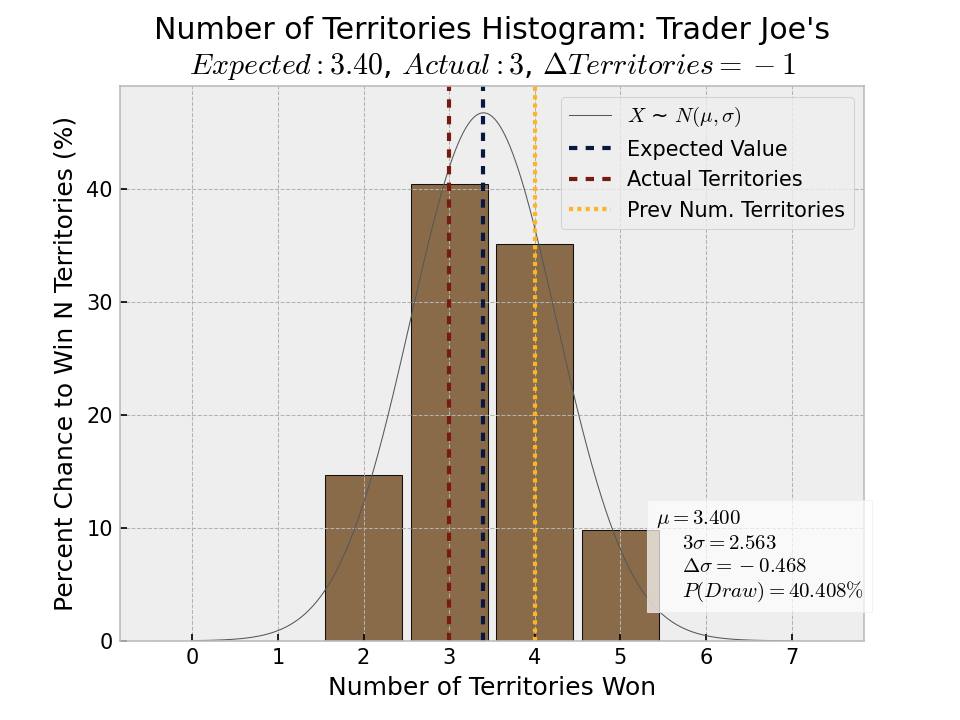 Number of Territories Histogram: Trader Joe's
Expected : 3.40, Actual : 3, ΔTerritories = −1
Percent Chance to Win N Territories (%)
40
30
20
10
0
X ∼ N(μ, σ)
Expected Value
Actual Territories
Prev Num. Territories
μ = 3.400
3σ = 2.563
Δσ = −0.468
P(Draw) = 40.408%
0 1 2 3 4 5 6 7
Number of Territories Won